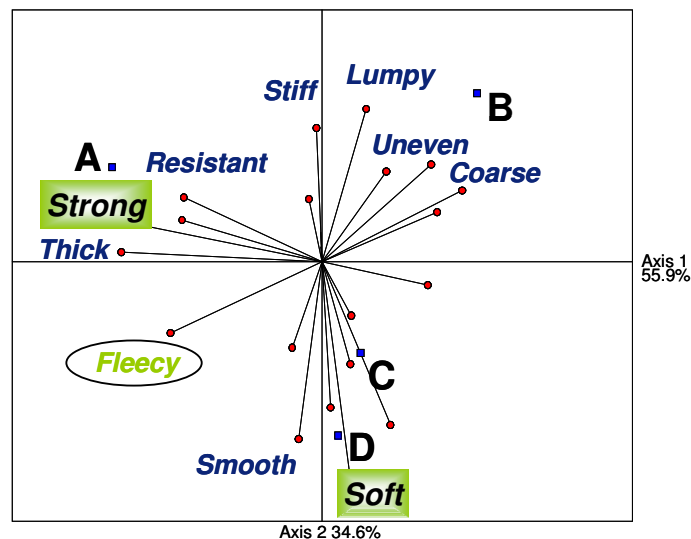 Lumpy
Stiff
B
Uneven
A
Resistant
Coarse
Strong
Thick
Axis 1
55.9%
Fleecy
C
D
Smooth
Soft
Axis 2 34.6%